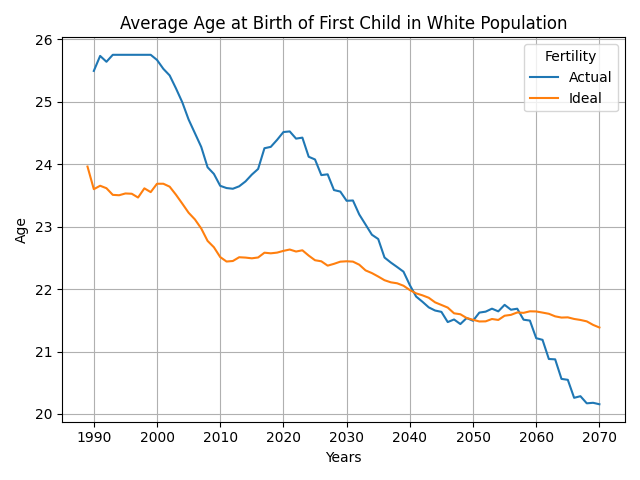 Average Age at Birth of First Child in White Population
26
25
24
23
22
21
20
Age
Fertility
Actual
Ideal
1990 2000 2010 2020 2030 2040 2050 2060 2070
Years